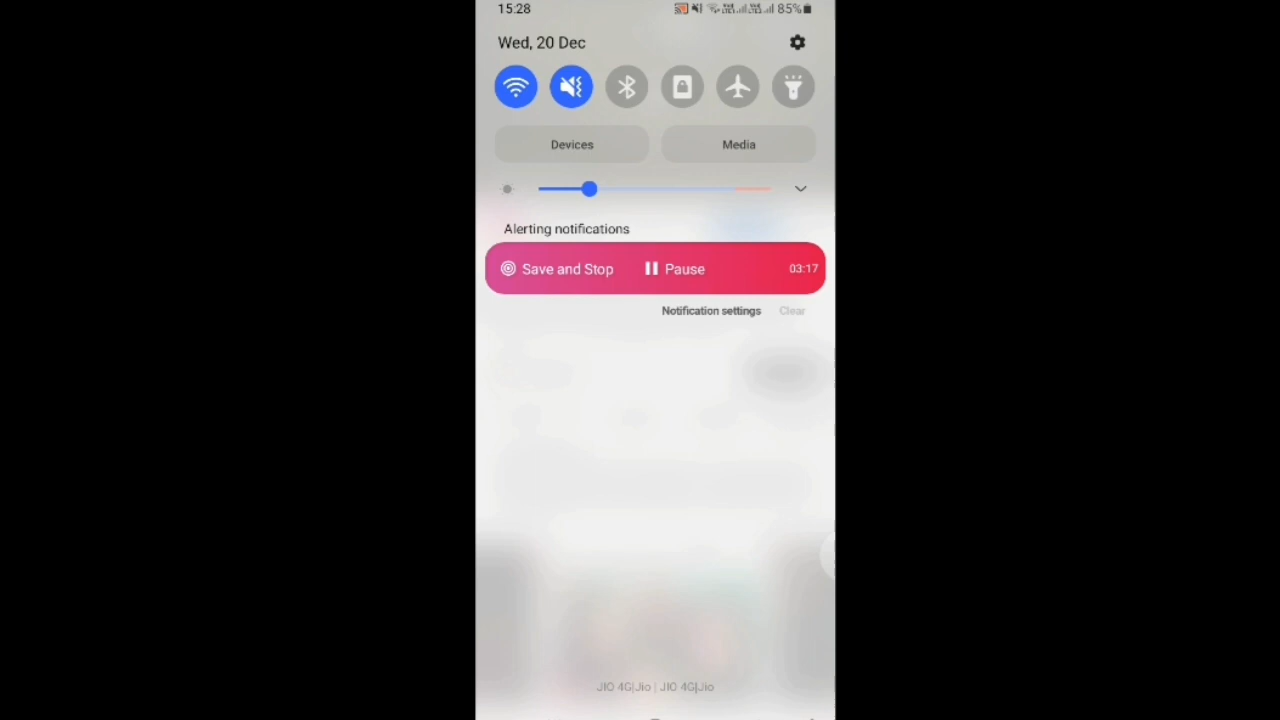 15:28 85%
Wed, 20 Dec
Devices Media
Alerting notifications
Save and Stop Pause 03:17
Notification settings Clear
JIO 4G|Jio | JIO 4G|Jio